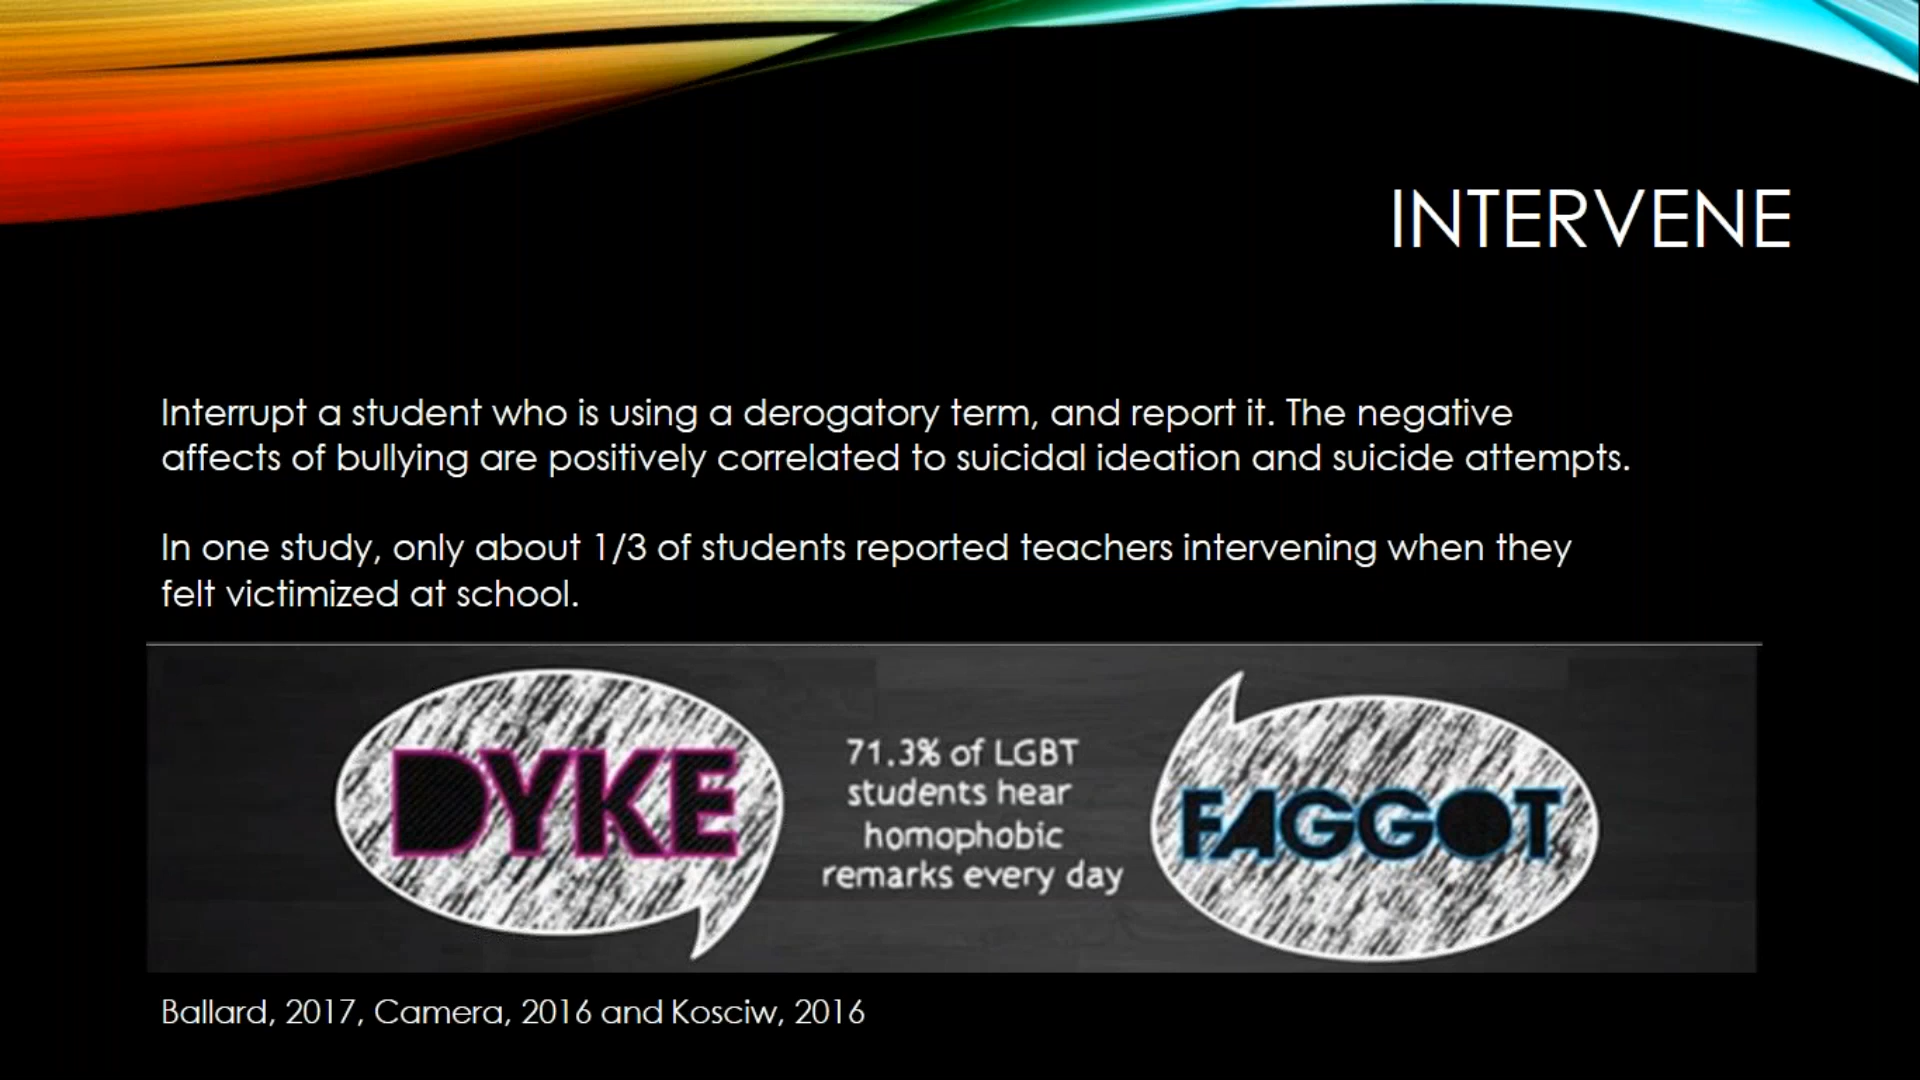 INTERVENE
Interrupt a student who is using a derogatory term, and report it. The negative
affects of bullying are positively correlated to suicidal ideation and suicide attempts.
In one study, only about 1/3 of students reported teachers intervening when they
felt victimized at school.
DYKE
71.3% of LGBT
students hear
homophobic
remarks every day
FAGGOT
Ballard, 2017, Camera, 2016 and Kosciw, 2016